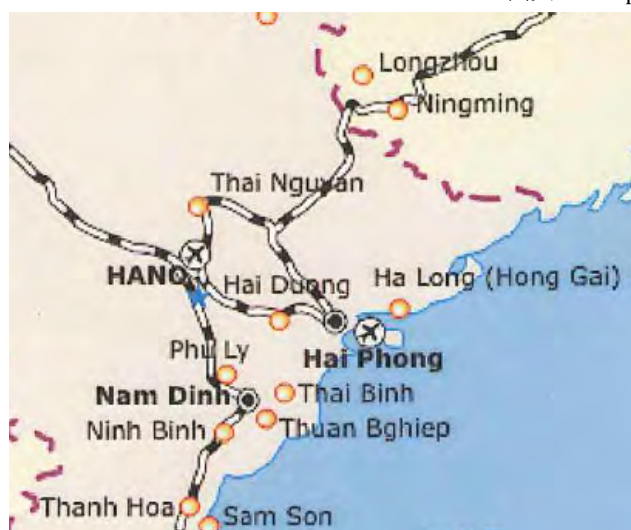 Longzhou
Ningming
Thai Nguyan
HANO
Hai Duong
Ha Long (Hong Gai)
Phu Ly
Hai Phong
Nam Dinh
Thai Binh
Ninh Binh
Thuan Bghiep
Thanh Hoa
Sam Son